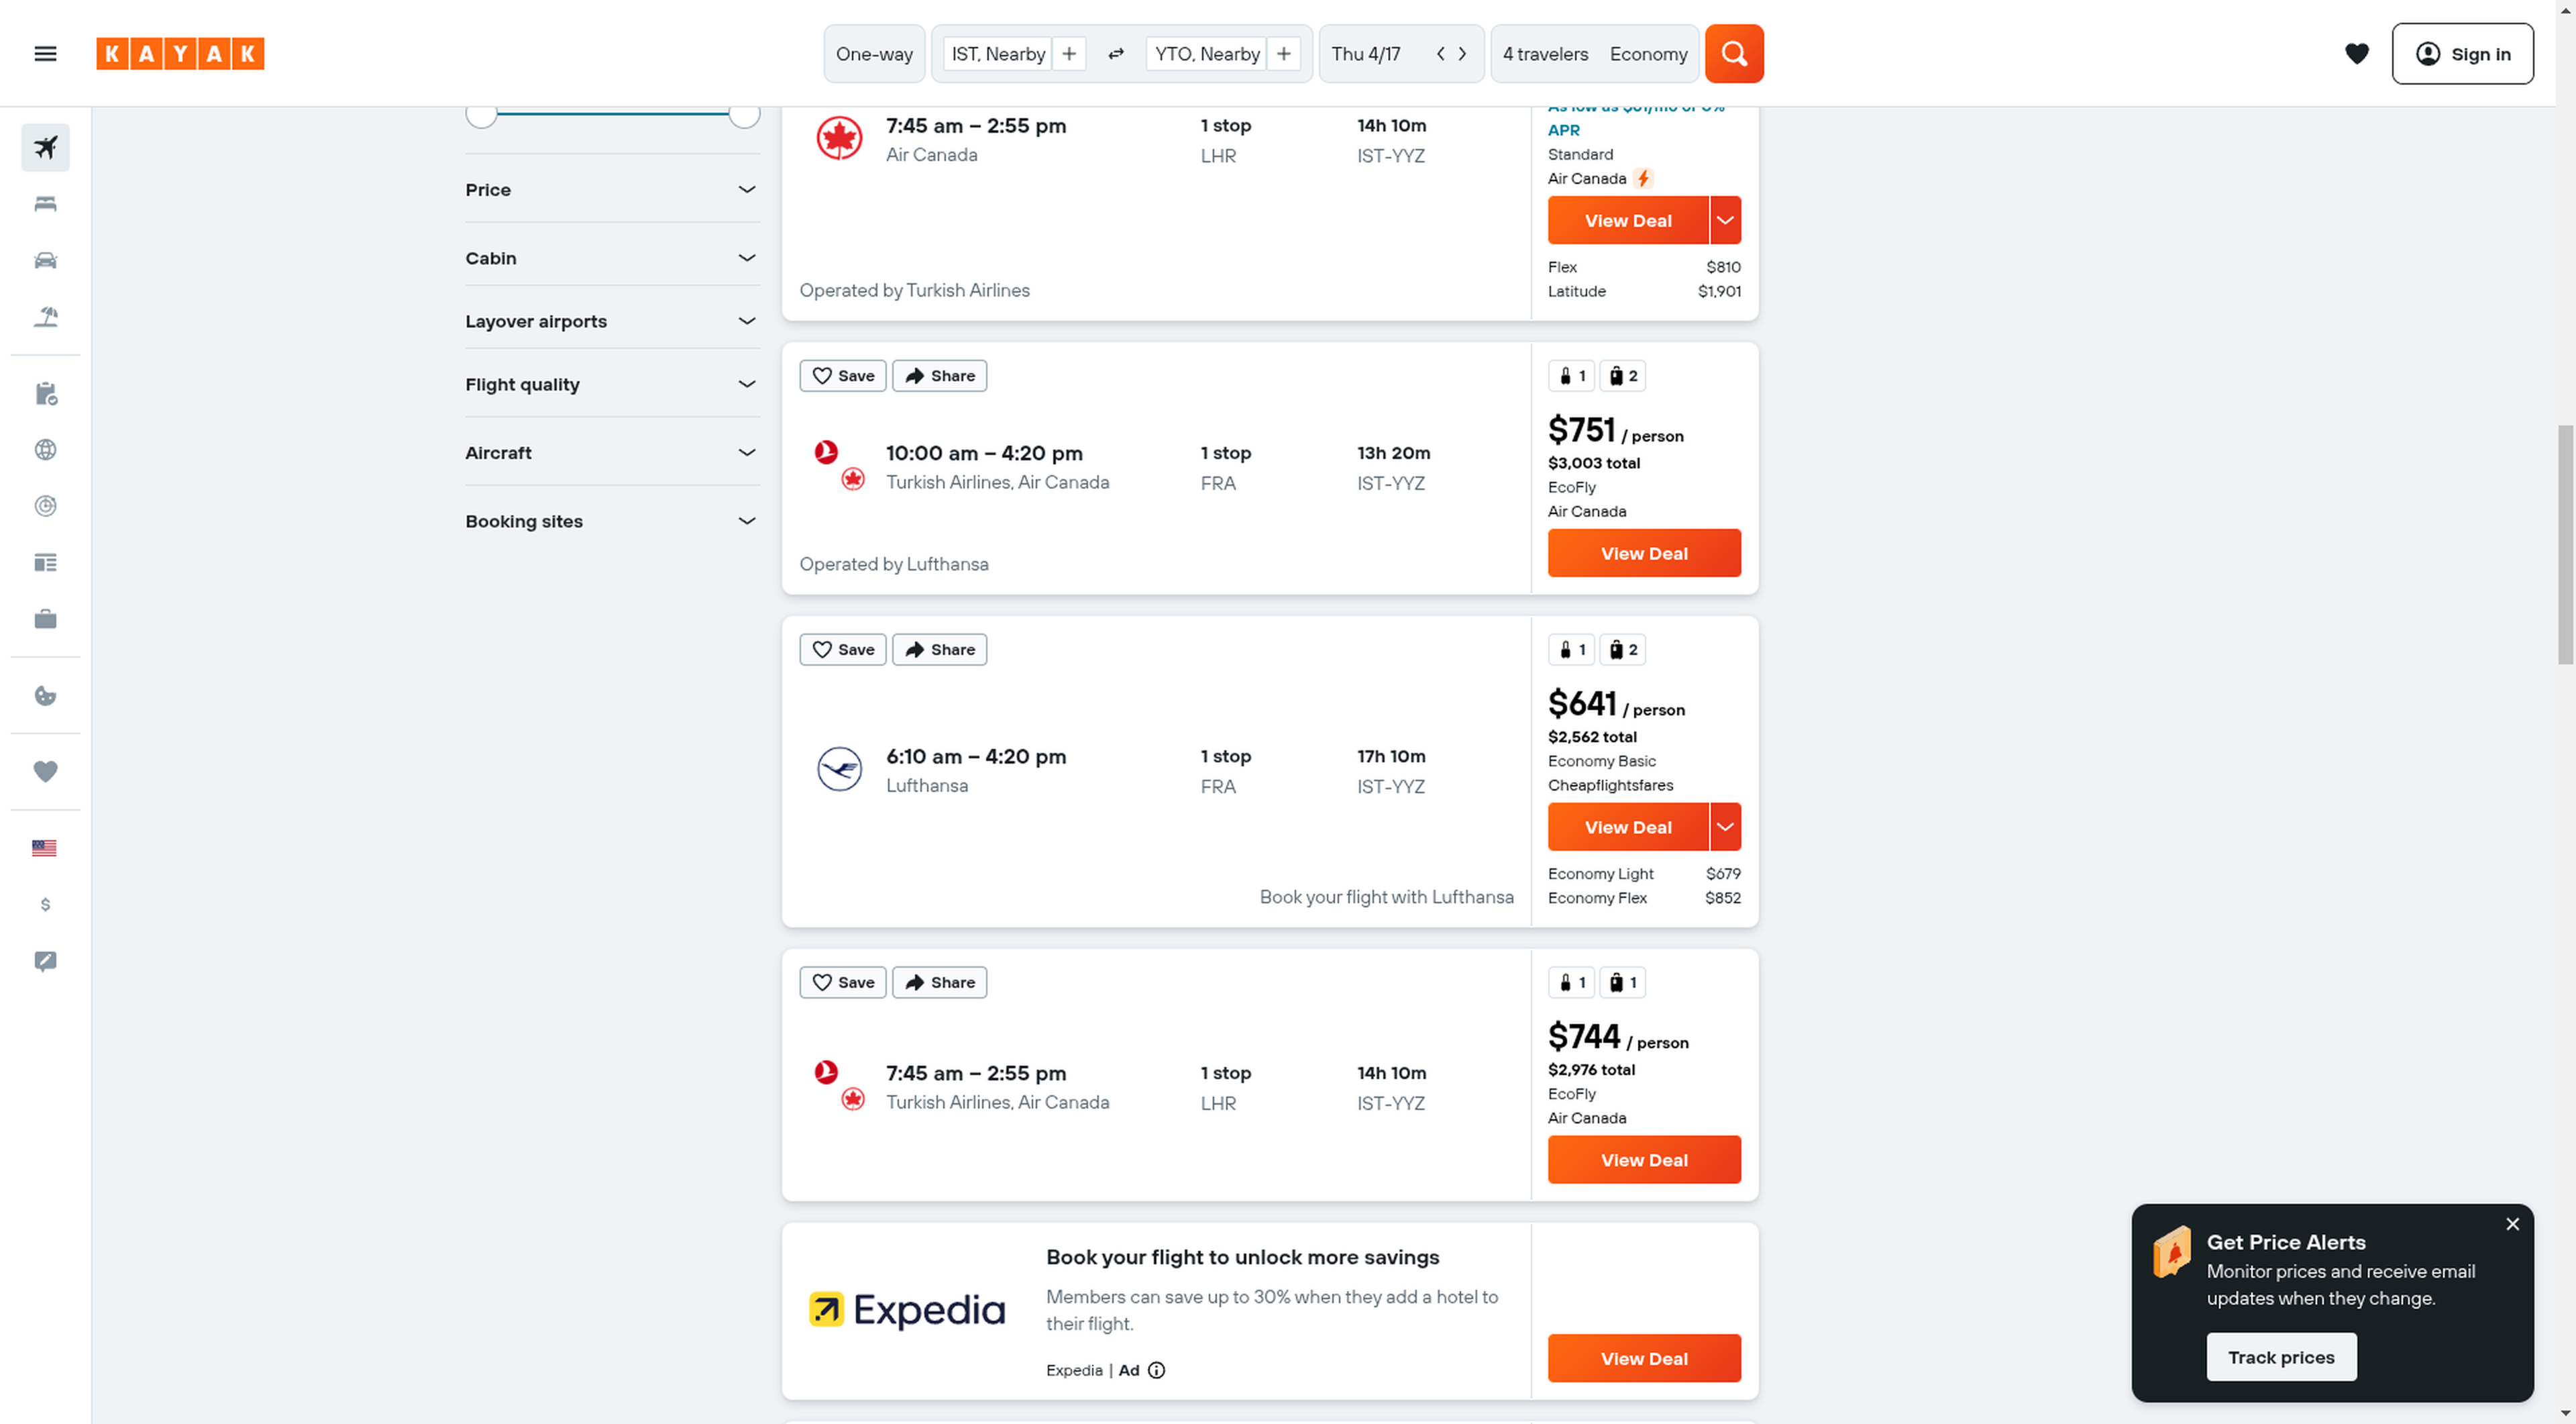 KAYAK
One-way
IST, Nearby
YTO, Nearby
Thu 4/17
4 travelers
Economy
Sign in
Price
Cabin
Layover airports
Flight quality
Aircraft
Booking sites
7:45 am – 2:55 pm
Air Canada
1 stop
LHR
14h 10m
IST-YYZ
Operated by Turkish Airlines
APR
Standard
Air Canada
View Deal
Flex $810
Latitude $1,901
Save
Share
10:00 am – 4:20 pm
Turkish Airlines, Air Canada
1 stop
FRA
13h 20m
IST-YYZ
Operated by Lufthansa
1
2
$751 / person
$3,003 total
EcoFly
Air Canada
View Deal
Save
Share
6:10 am – 4:20 pm
Lufthansa
1 stop
FRA
17h 10m
IST-YYZ
Book your flight with Lufthansa
1
2
$641 / person
$2,562 total
Economy Basic
Cheapflightsfares
View Deal
Economy Light $679
Economy Flex $852
Save
Share
7:45 am – 2:55 pm
Turkish Airlines, Air Canada
1 stop
LHR
14h 10m
IST-YYZ
1
1
$744 / person
$2,976 total
EcoFly
Air Canada
View Deal
Expedia
Book your flight to unlock more savings
Members can save up to 30% when they add a hotel to
their flight.
Expedia | Ad
View Deal
Get Price Alerts
Monitor prices and receive email
updates when they change.
Track prices
$